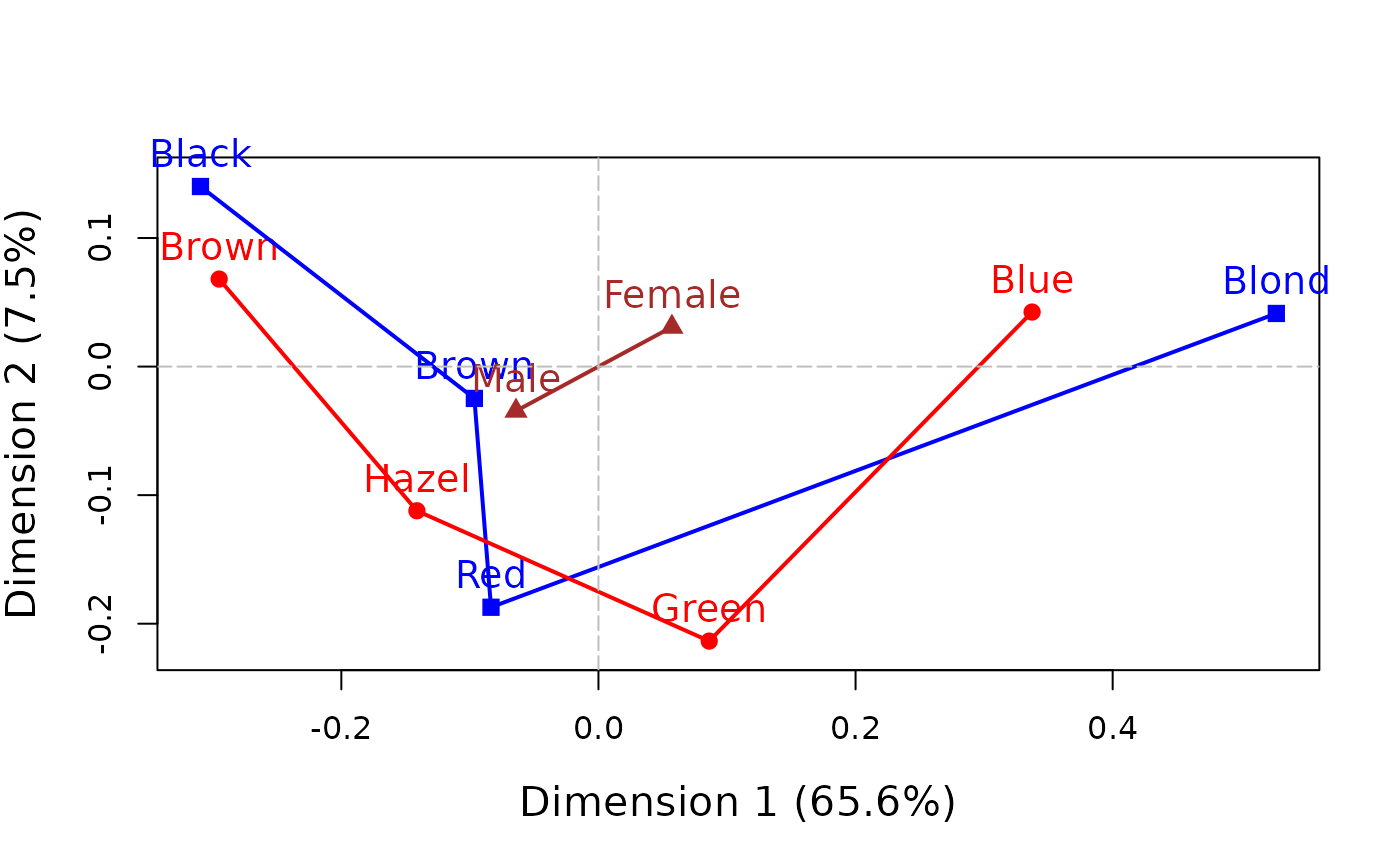 Black
Brown
Female
Blue
Blond
Brown
Male
Hazel
Red
Green
0.1
0.0
-0.1
-0.2
Dimension 2 (7.5%)
-0.2
0.0
0.2
0.4
Dimension 1 (65.6%)